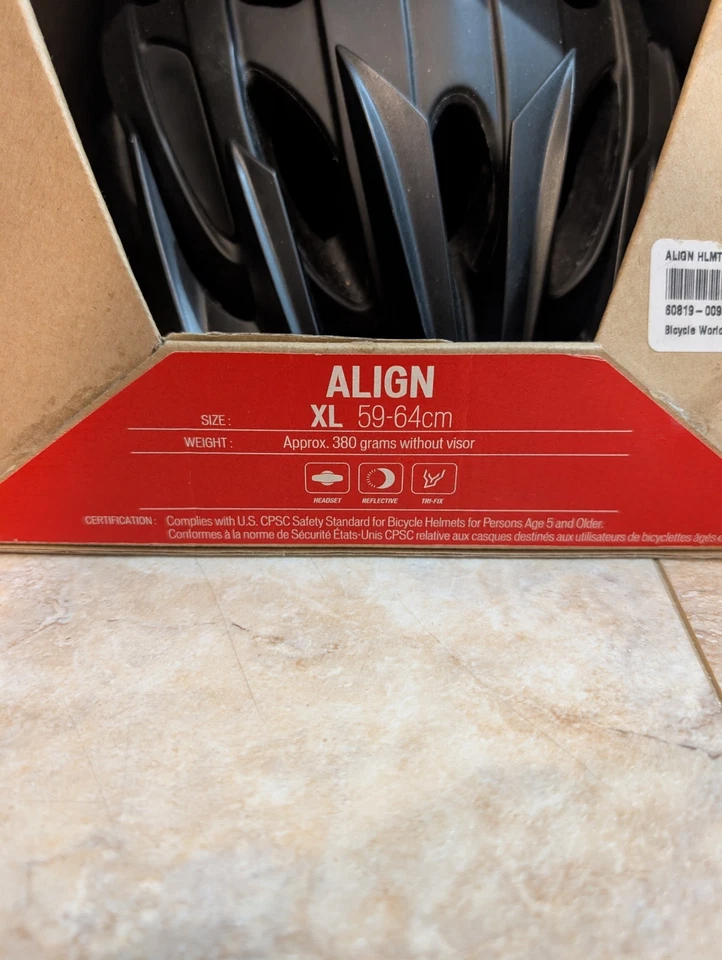 ALIGN HLMT
60819-009
Bicycle World
ALIGN
SIZE : XL 59-64cm
WEIGHT : Approx. 380 grams without visor
HEADSET REFLECTIVE TRI-FIX
CERTIFICATION : Complies with U.S. CPSC Safety Standard for Bicycle Helmets for Persons Age 5 and Older.
Conformes à la norme de Sécurité États-Unis CPSC relative aux casques destinés aux utilisateurs de bicyclettes âgés